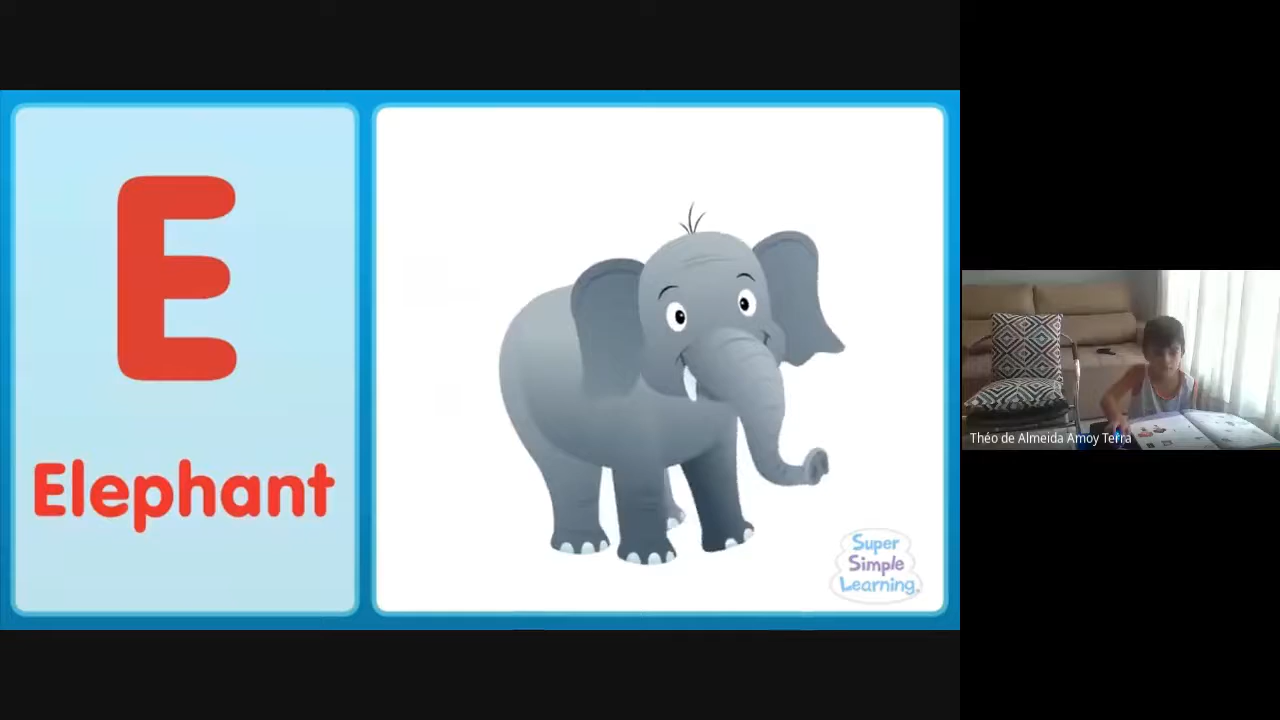 E
Elephant
Super
Simple
Learning
Théo de Almeida Amoy Terra